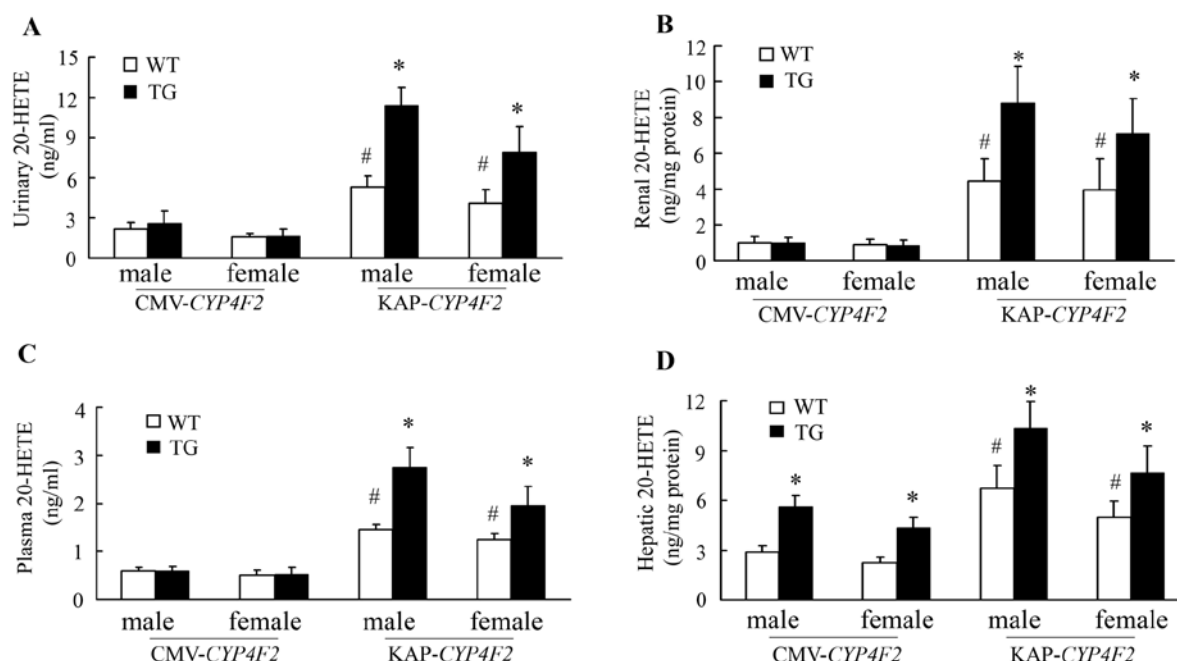 A
Urinary 20-HETE
(ng/ml)
15
12
9
6
3
0
WT
TG
#
*
#
*
male
female
male
female
CMV-CYP4F2
KAP-CYP4F2
B
Renal 20-HETE
(ng/mg protein)
12
10
8
6
4
2
0
WT
TG
#
*
#
*
male
female
male
female
CMV-CYP4F2
KAP-CYP4F2
C
Plasma 20-HETE
(ng/ml)
4
3
2
1
0
WT
TG
#
*
#
*
male
female
male
female
CMV-CYP4F2
KAP-CYP4F2
D
Hepatic 20-HETE
(ng/mg protein)
12
9
6
3
0
WT
TG
*
*
#
*
#
*
male
female
male
female
CMV-CYP4F2
KAP-CYP4F2